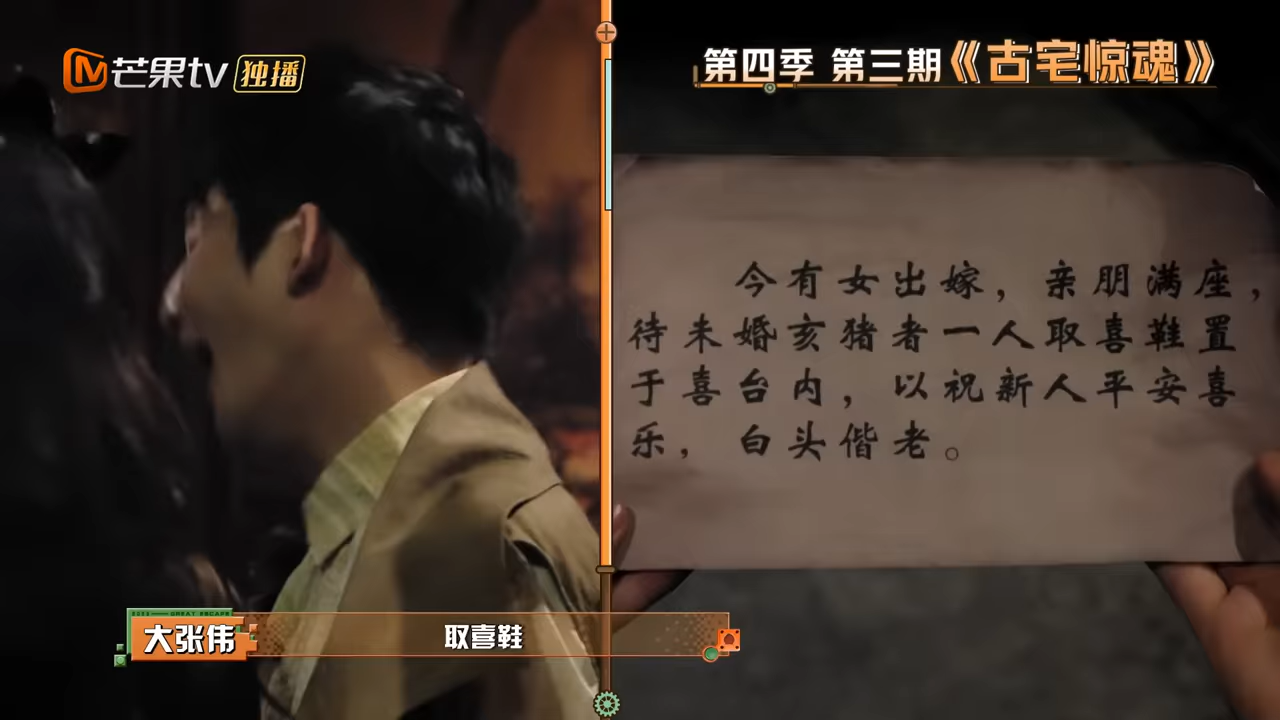 芒果tv 独播
第四季 第三期《古宅惊魂》
今有女出嫁，亲朋满座，
待未婚亥猪者一人取喜鞋置
于喜台内，以祝新人平安喜
乐，白头偕老。
大张伟 取喜鞋